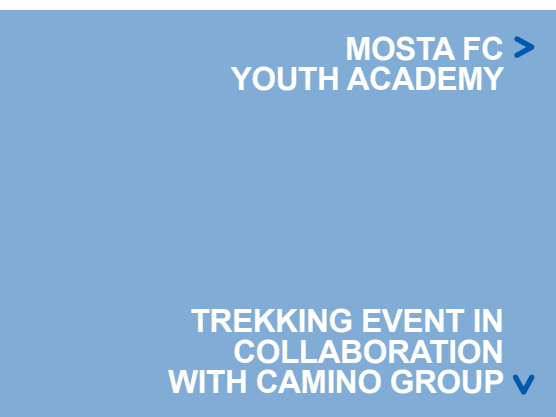 MOSTA FC
YOUTH ACADEMY
TREKKING EVENT IN
COLLABORATION
WITH CAMINO GROUP